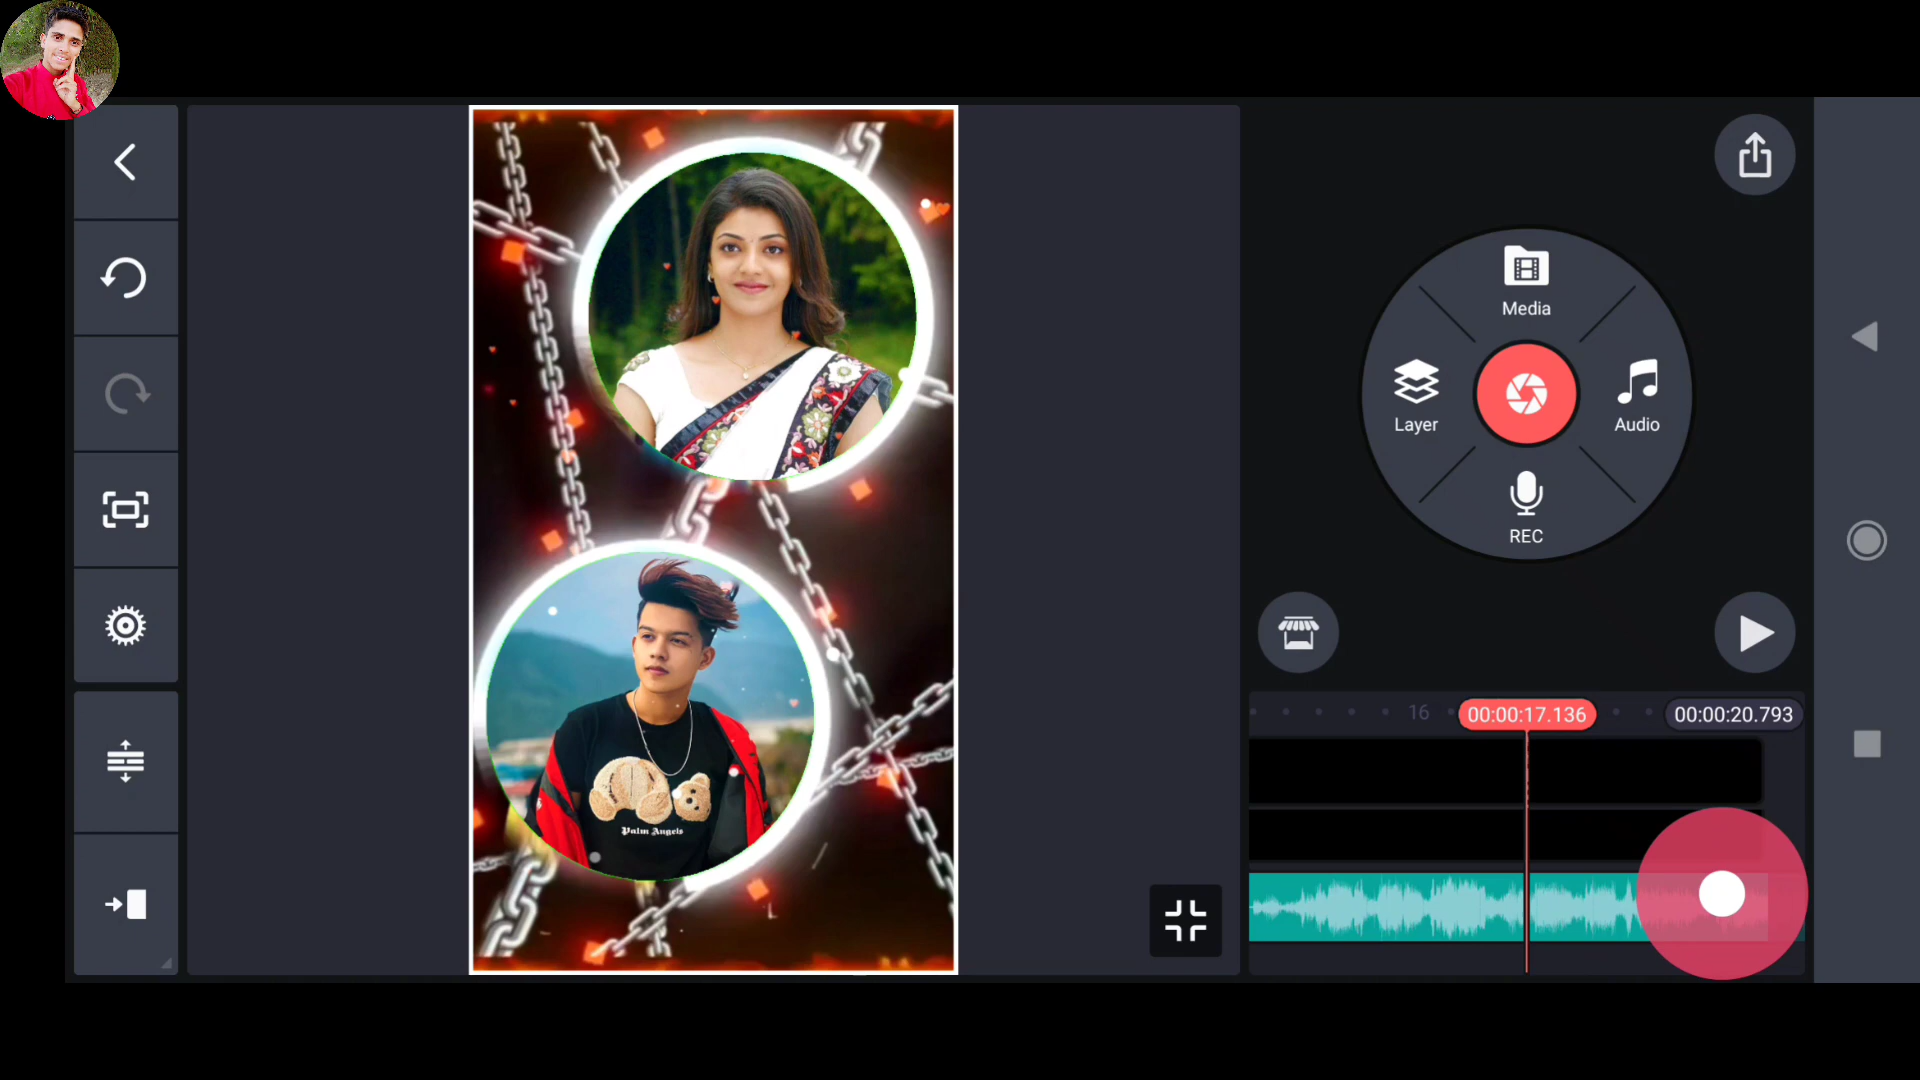 Media
Layer
Audio
REC
16
00:00:17.136
00:00:20.793
Palm Angels